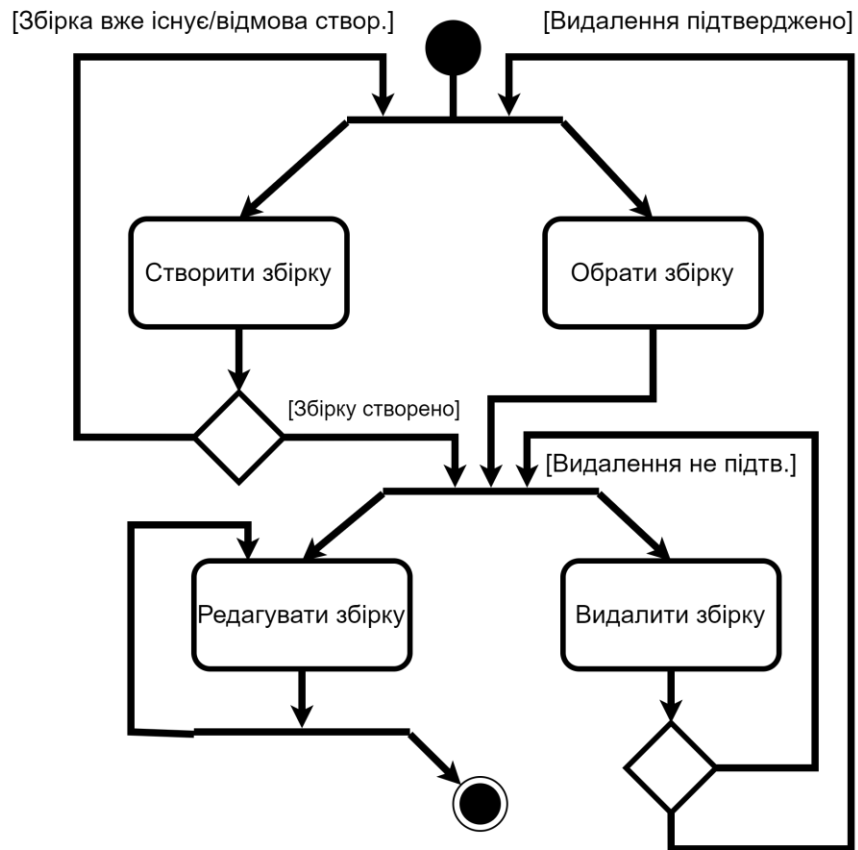 [Збірка вже існує/відмова створ.]
[Видалення підтверджено]
Створити збірку
Обрати збірку
[Збірку створено]
[Видалення не підтв.]
Редагувати збірку
Видалити збірку